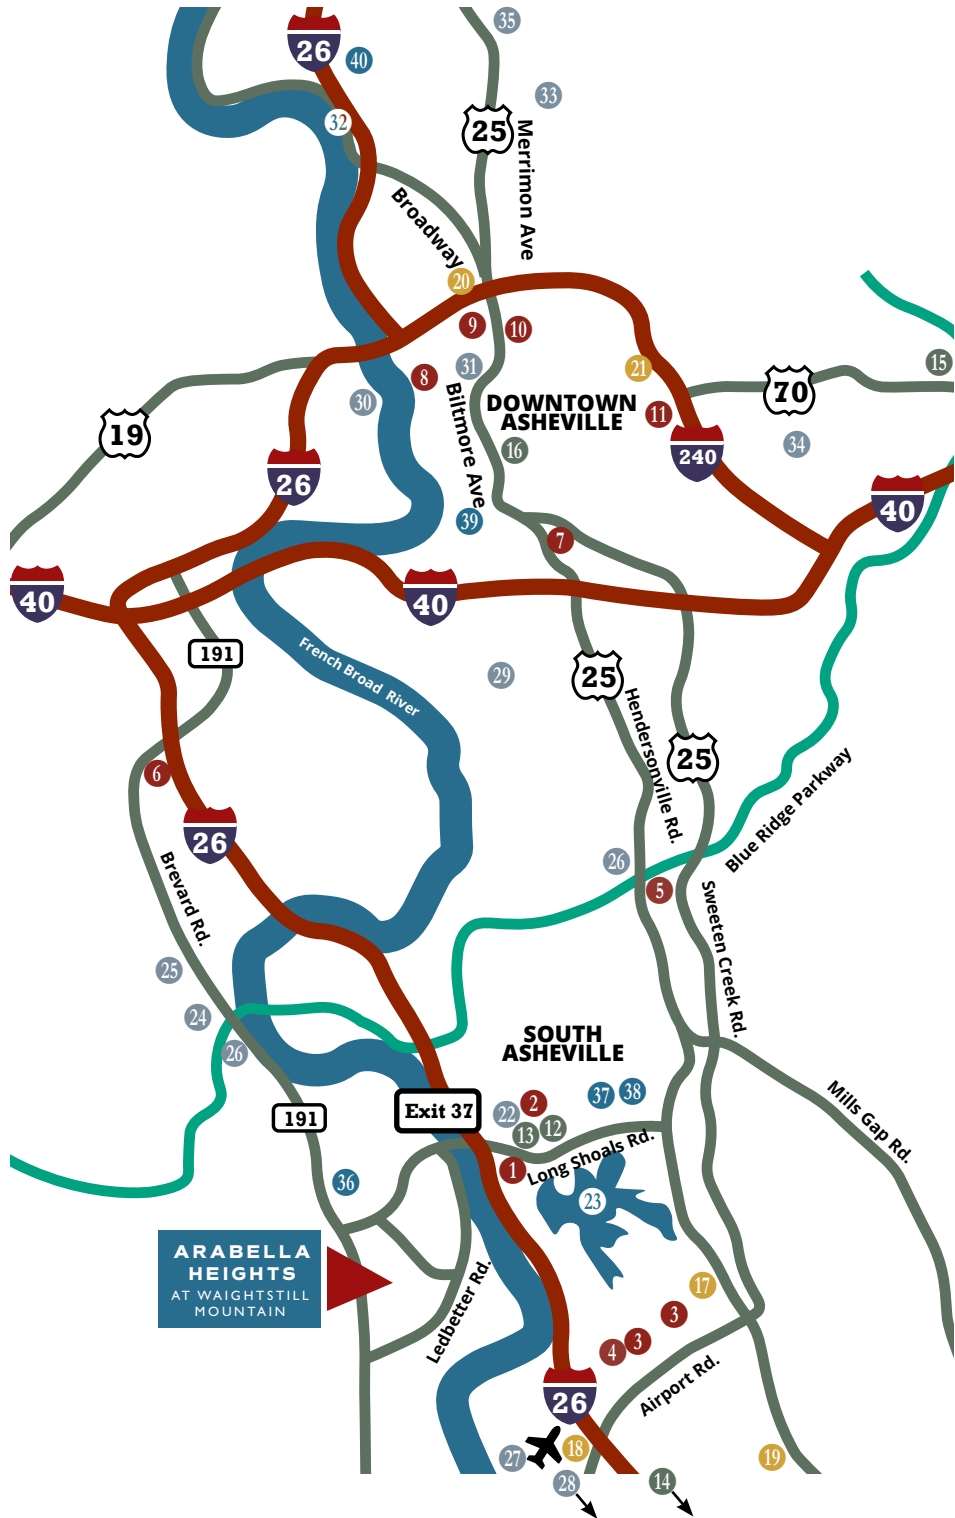 35
26
40
33
32
25
Merrimon Ave
Broadway
20
9
10
31
8
30
21
15
70
Biltmore Ave
DOWNTOWN
ASHEVILLE
11
19
16
34
240
26
40
39
7
40
40
191
French Broad River
29
25
Hendersonville Rd.
25
6
Blue Ridge Parkway
26
26
5
Brevard Rd.
Sweeten Creek Rd.
25
24
26
SOUTH
ASHEVILLE
Mills Gap Rd.
191
Exit 37
22
2
37
38
13
12
1
Long Shoals Rd.
36
23
ARABELLA
HEIGHTS
AT WAIGHTSTILL
MOUNTAIN
Ledbetter Rd.
17
3
3
4
Airport Rd.
26
27
18
19
28
14